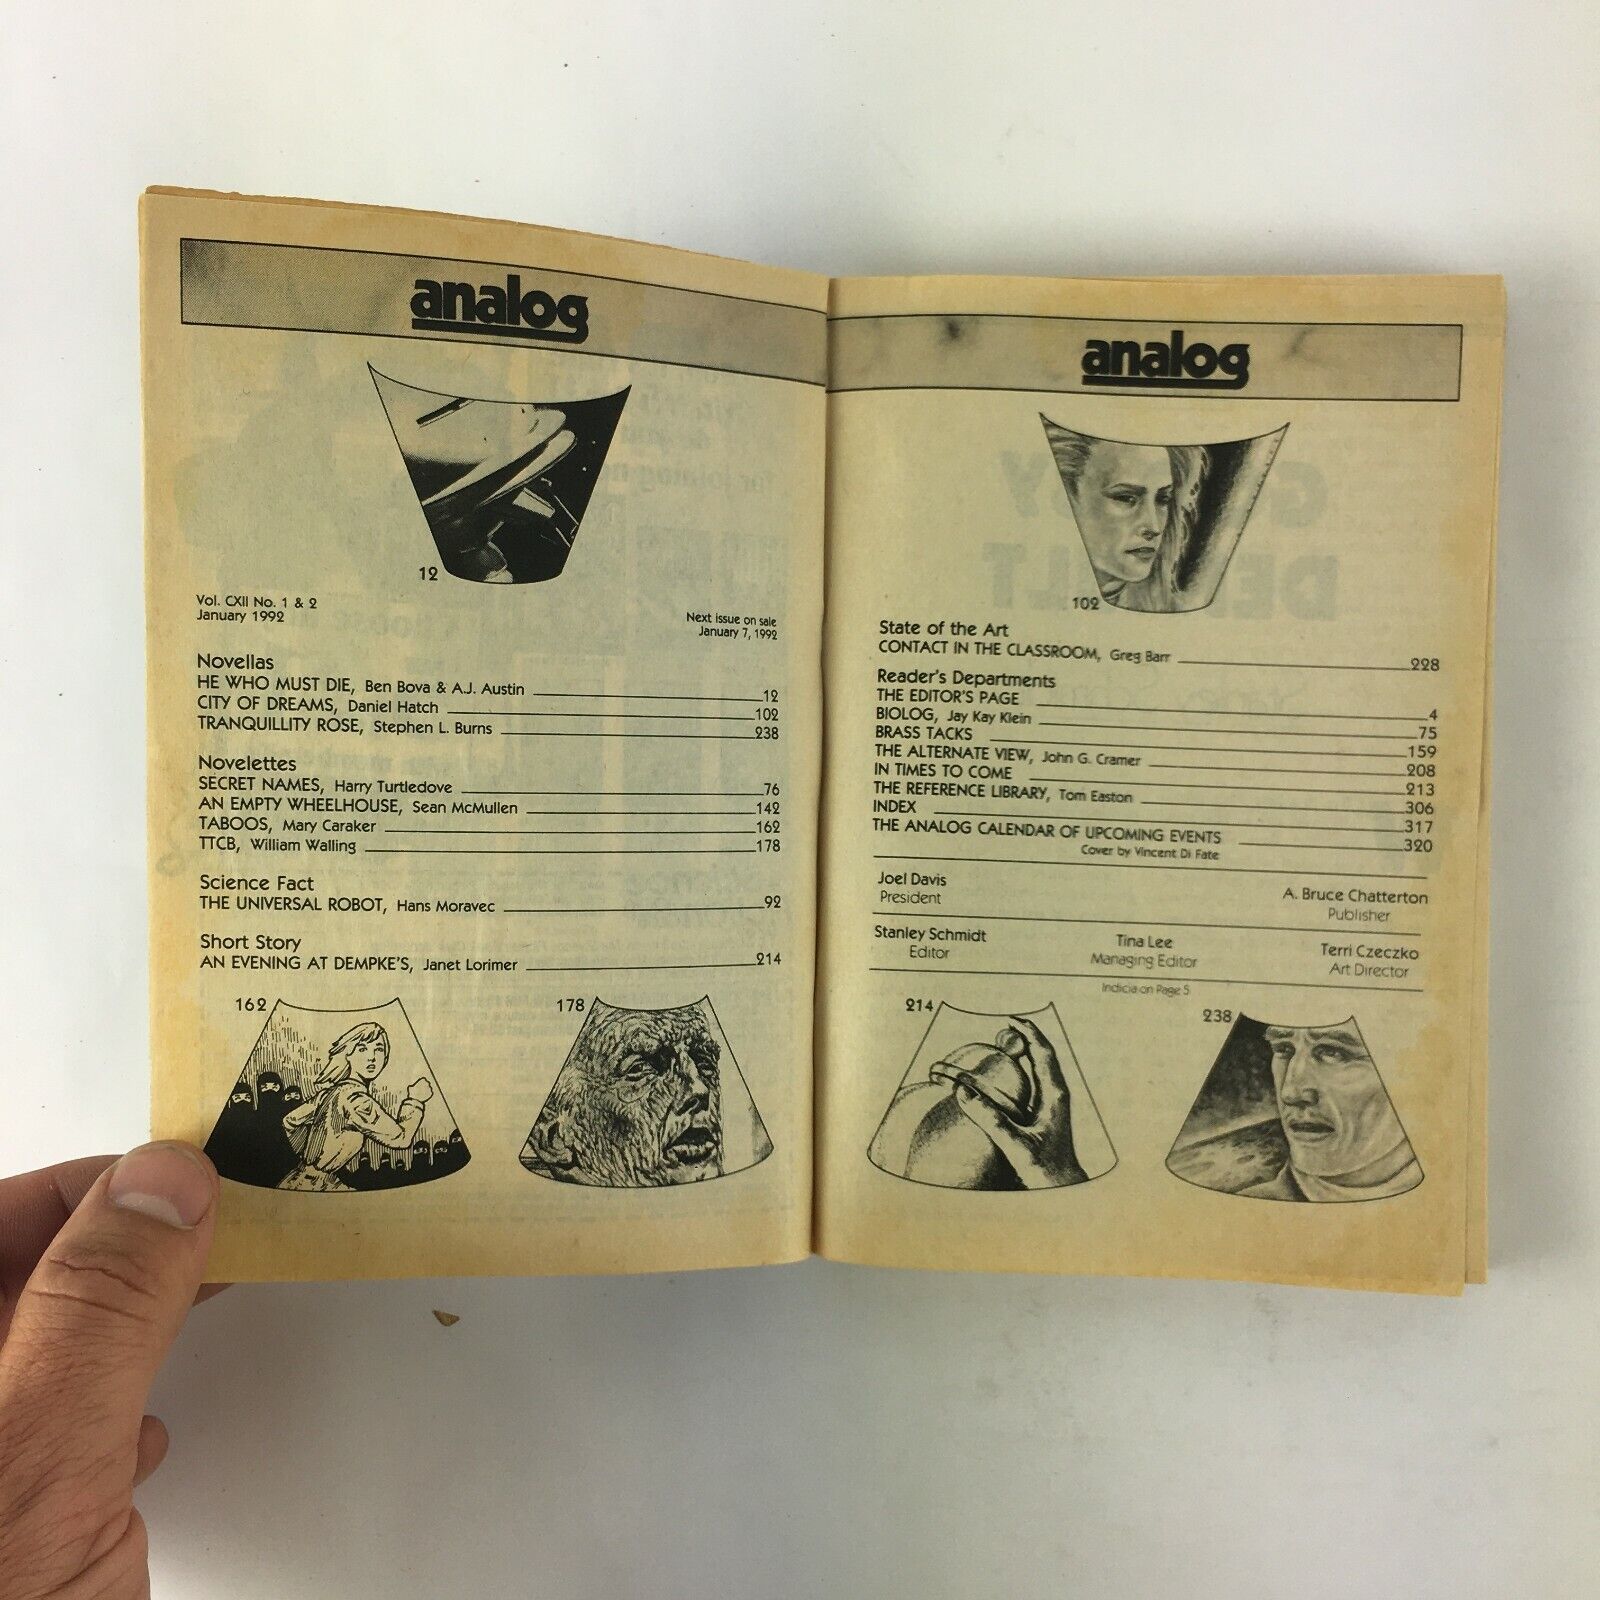 analog
12
Vol. CXII No. 1 & 2
January 1992
Next issue on sale
January 7, 1992
Novellas
HE WHO MUST DIE, Ben Bova & A.J. Austin 12
CITY OF DREAMS, Daniel Hatch 102
TRANQUILLITY ROSE, Stephen L. Burns 238
Novelettes
SECRET NAMES, Harry Turtledove 76
AN EMPTY WHEELHOUSE, Sean McMullen 142
TABOOS, Mary Caraker 162
TTCB, William Walling 178
Science Fact
THE UNIVERSAL ROBOT, Hans Moravec 92
Short Story
AN EVENING AT DEMPKE'S, Janet Lorimer 214
162
178
analog
102
State of the Art
CONTACT IN THE CLASSROOM, Greg Barr 228
Reader's Departments
THE EDITOR'S PAGE 4
BIOLOG, Jay Kay Klein 75
BRASS TACKS 159
THE ALTERNATE VIEW, John G. Cramer 208
IN TIMES TO COME 213
THE REFERENCE LIBRARY, Tom Easton 306
INDEX 317
THE ANALOG CALENDAR OF UPCOMING EVENTS 320
Cover by Vincent Di Fate
Joel Davis
President
A. Bruce Chatterton
Publisher
Stanley Schmidt
Editor
Tina Lee
Managing Editor
Terri Czeczko
Art Director
Indicia on Page 5
214
238